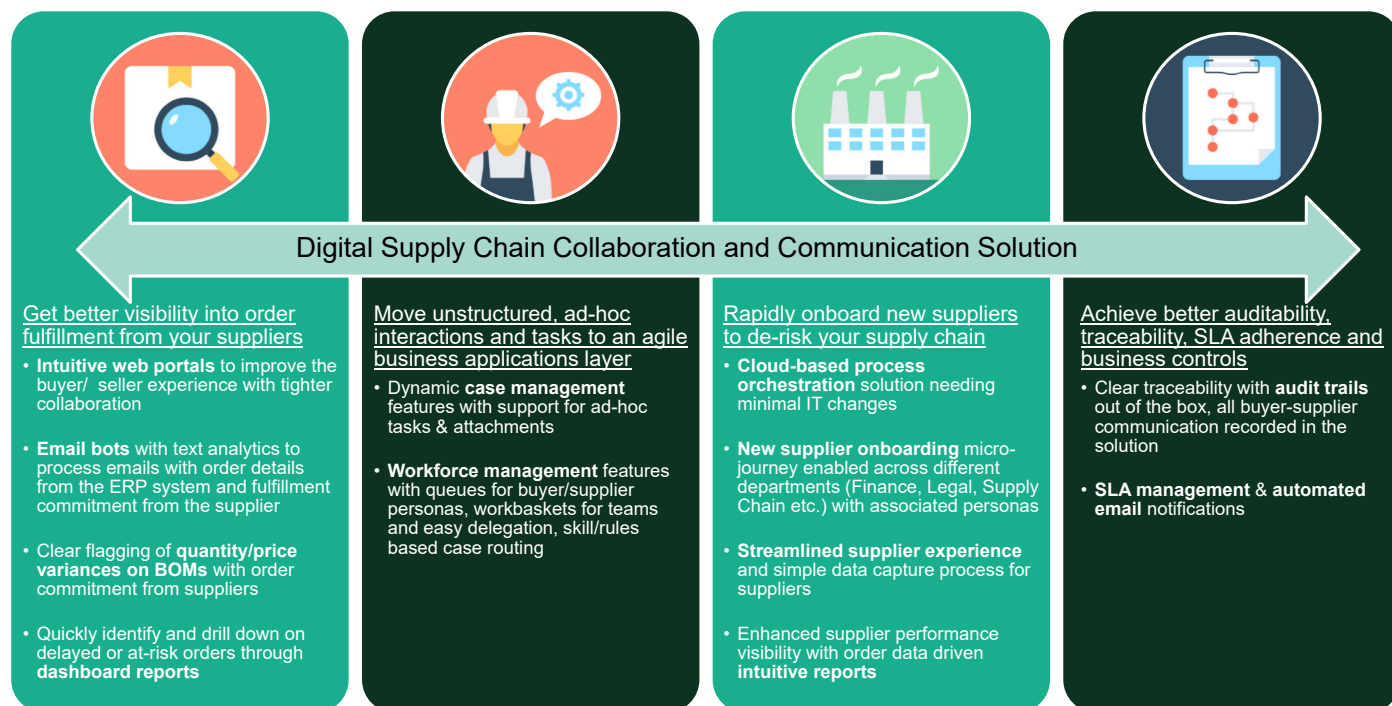 Digital Supply Chain Collaboration and Communication Solution
Get better visibility into order
fulfillment from your suppliers
• Intuitive web portals to improve the
buyer/ seller experience with tighter
collaboration
• Email bots with text analytics to
process emails with order details
from the ERP system and fulfillment
commitment from the supplier
• Clear flagging of quantity/price
variances on BOMs with order
commitment from suppliers
• Quickly identify and drill down on
delayed or at-risk orders through
dashboard reports
Move unstructured, ad-hoc
interactions and tasks to an agile
business applications layer
• Dynamic case management
features with support for ad-hoc
tasks & attachments
• Workforce management features
with queues for buyer/supplier
personas, workbaskets for teams
and easy delegation, skill/rules
based case routing
Rapidly onboard new suppliers
to de-risk your supply chain
• Cloud-based process
orchestration solution needing
minimal IT changes
• New supplier onboarding micro-
journey enabled across different
departments (Finance, Legal, Supply
Chain etc.) with associated personas
• Streamlined supplier experience
and simple data capture process for
suppliers
• Enhanced supplier performance
visibility with order data driven
intuitive reports
Achieve better auditability,
traceability, SLA adherence and
business controls
• Clear traceability with audit trails
out of the box, all buyer-supplier
communication recorded in the
solution
• SLA management & automated
email notifications